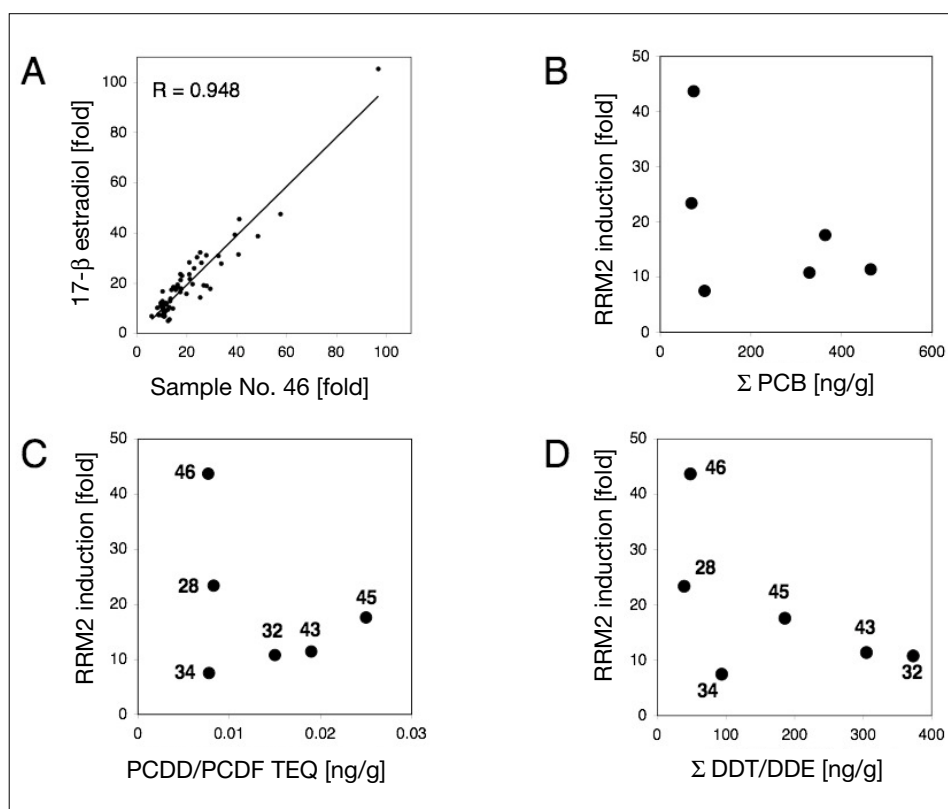 A
R = 0.948
17-β estradiol [fold]
100
80
60
40
20
0
0 20 40 60 80 100
Sample No. 46 [fold]
B
RRM2 induction [fold]
50
40
30
20
10
0
0 200 400 600
Σ PCB [ng/g]
C
RRM2 induction [fold]
50
40
30
20
10
0
46
28
34
32
43
45
0 0.01 0.02 0.03
PCDD/PCDF TEQ [ng/g]
D
RRM2 induction [fold]
50
40
30
20
10
0
46
28
45
34
43
32
0 100 200 300 400
Σ DDT/DDE [ng/g]